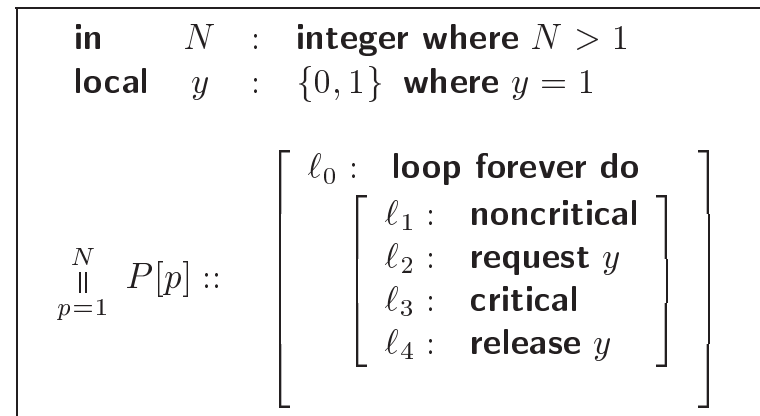 in N : integer where N > 1
local y : {0, 1} where y = 1
ℓ0 : loop forever do
ℓ1 : noncritical
ℓ2 : request y
ℓ3 : critical
ℓ4 : release y
N
|| P[p] ::
p=1